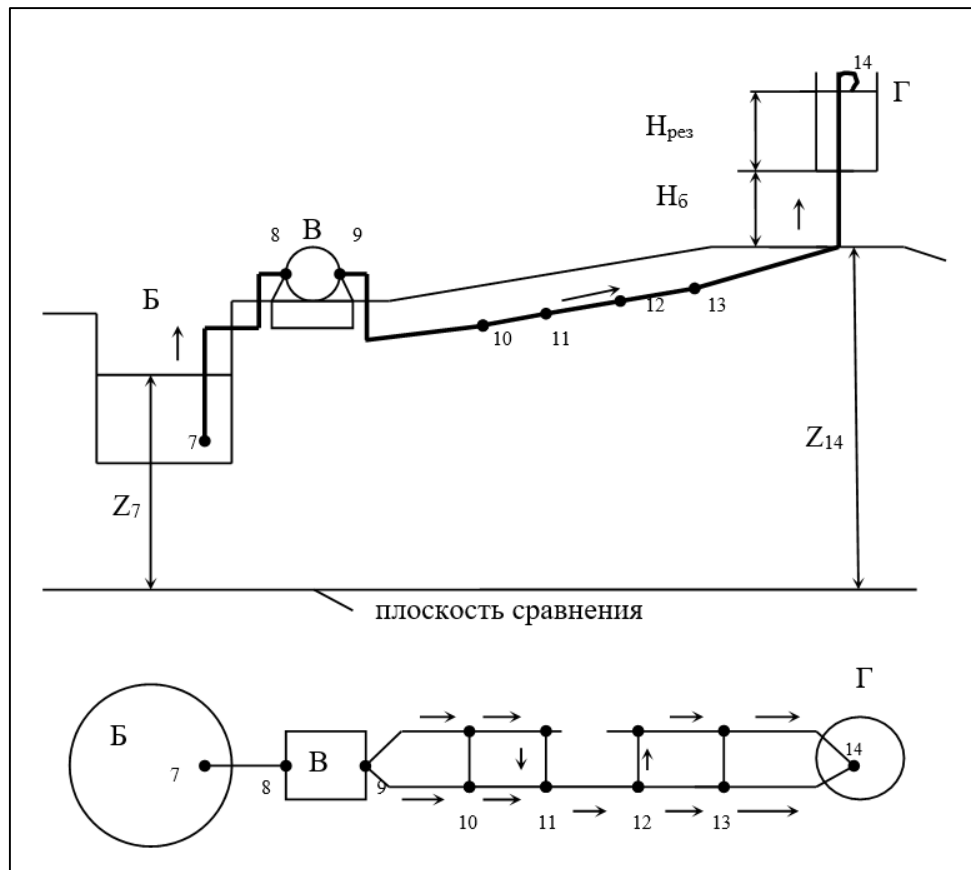 14
Г
Hрез
Hб
8 В 9
Б
10 11 12 13
7
Z7
Z14
плоскость сравнения
Г
Б
7 8 В 9
14
10 11 12 13